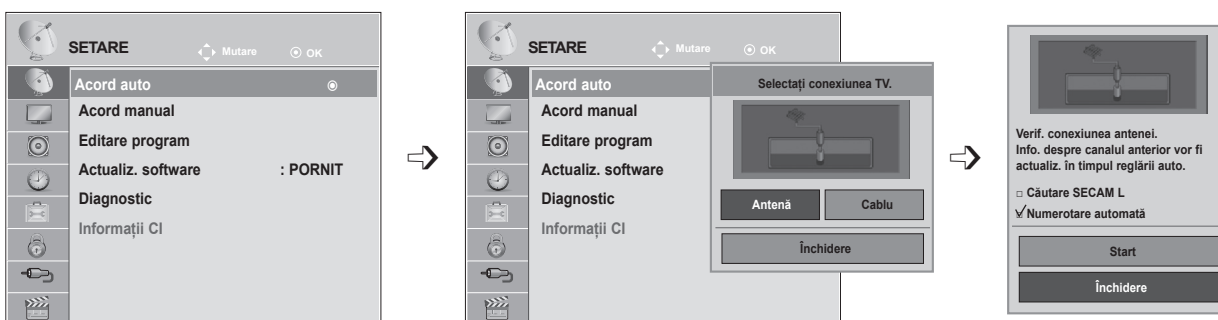 SETARE
Mutare
OK
Acord auto
Acord manual
Editare program
Actualiz. software : PORNIT
Diagnostic
Informații CI
SETARE
Mutare
OK
Acord auto
Acord manual
Editare program
Actualiz. software
Diagnostic
Informații CI
Selectați conexiunea TV.
Antenă
Cablu
Închidere
Verif. conexiunea antenei.
Info. despre canalul anterior vor fi
actualiz. în timpul reglării auto.
Căutare SECAM L
Numerotare automată
Start
Închidere